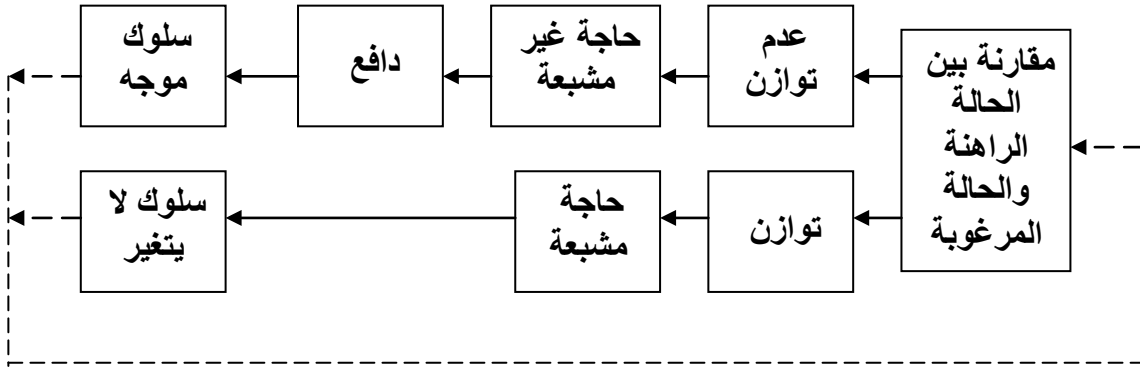 مقارنة بين
الحالة
الراهنة
والحالة
المرغوبة
عدم
توازن
حاجة غير
مشبعة
دافع
سلوك
موجه
توازن
حاجة
مشبعة
سلوك لا
يتغير